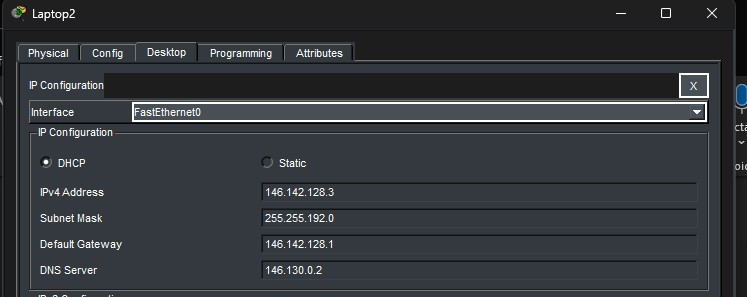 Laptop2
Physical Config Desktop Programming Attributes
IP Configuration X
Interface FastEthernet0
IP Configuration
DHCP Static
IPv4 Address 146.142.128.3
Subnet Mask 255.255.192.0
Default Gateway 146.142.128.1
DNS Server 146.130.0.2